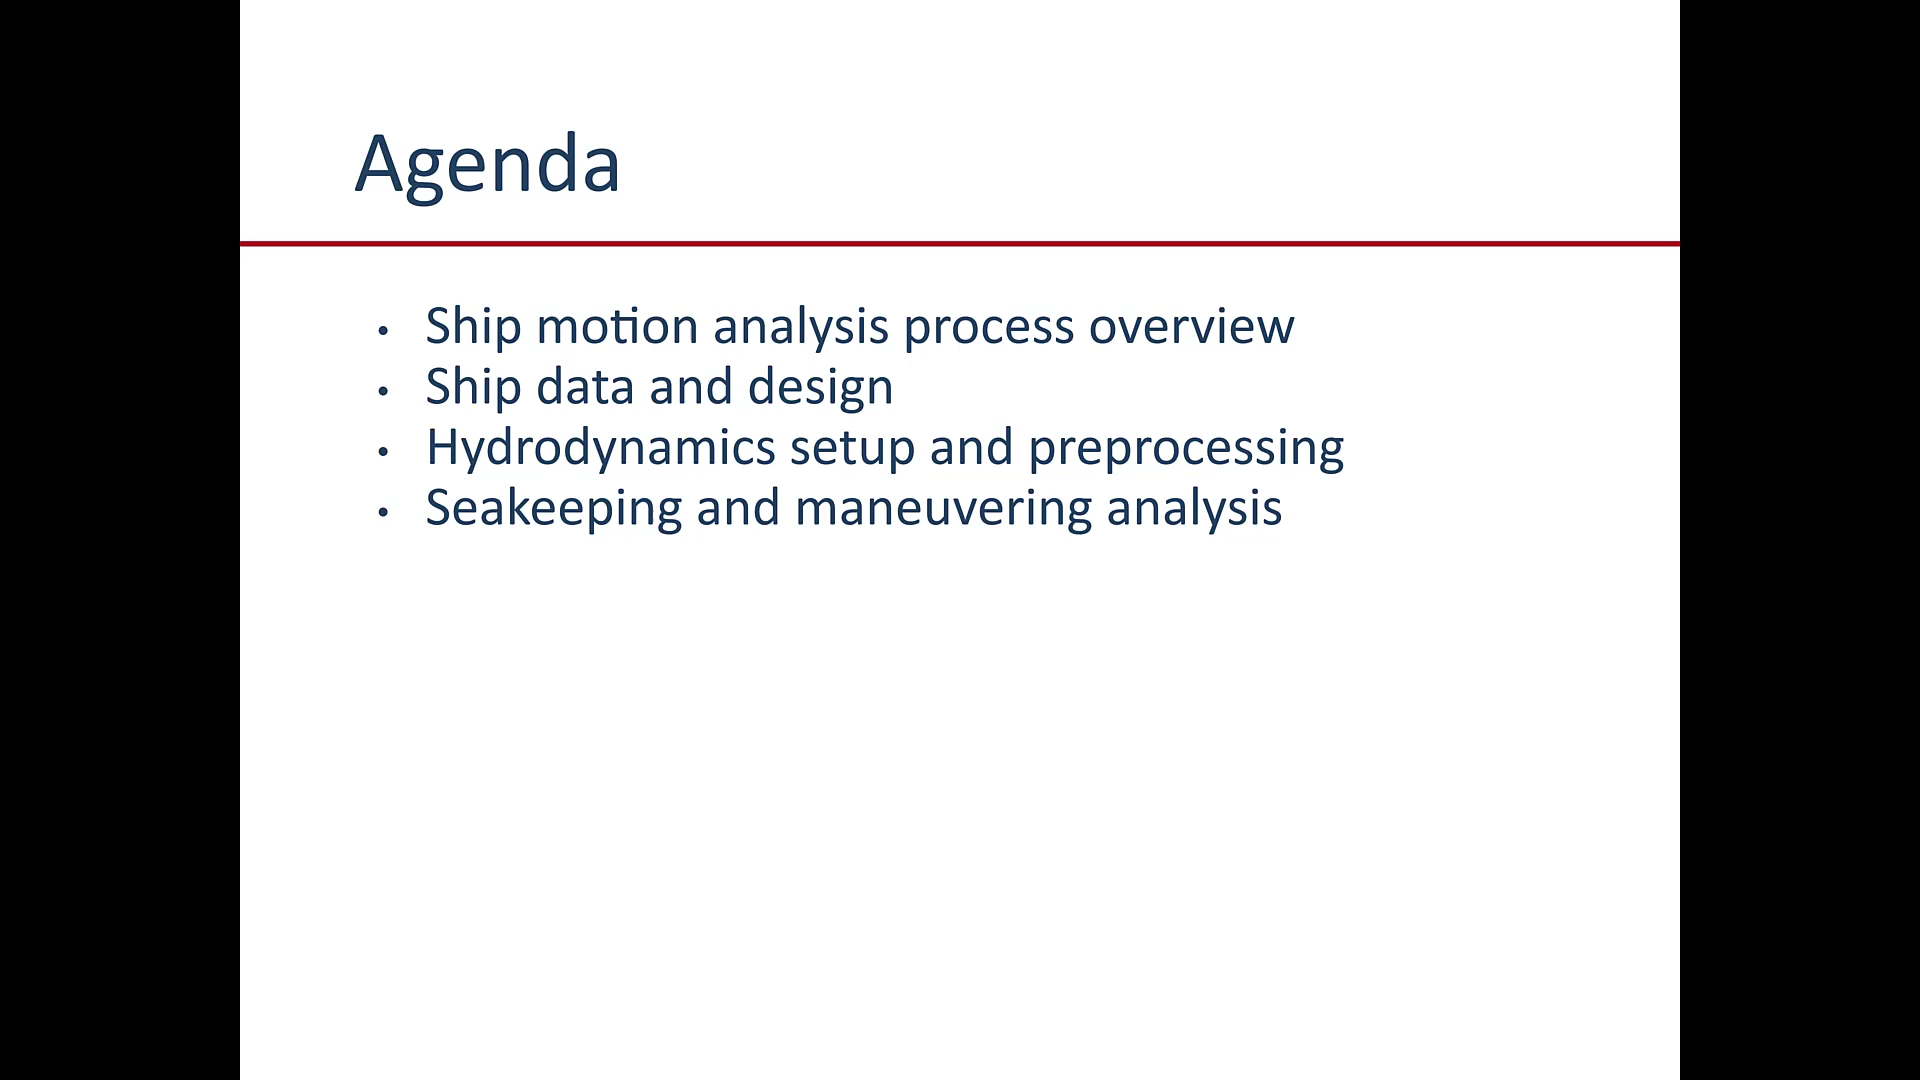 Agenda
• Ship motion analysis process overview
• Ship data and design
• Hydrodynamics setup and preprocessing
• Seakeeping and maneuvering analysis